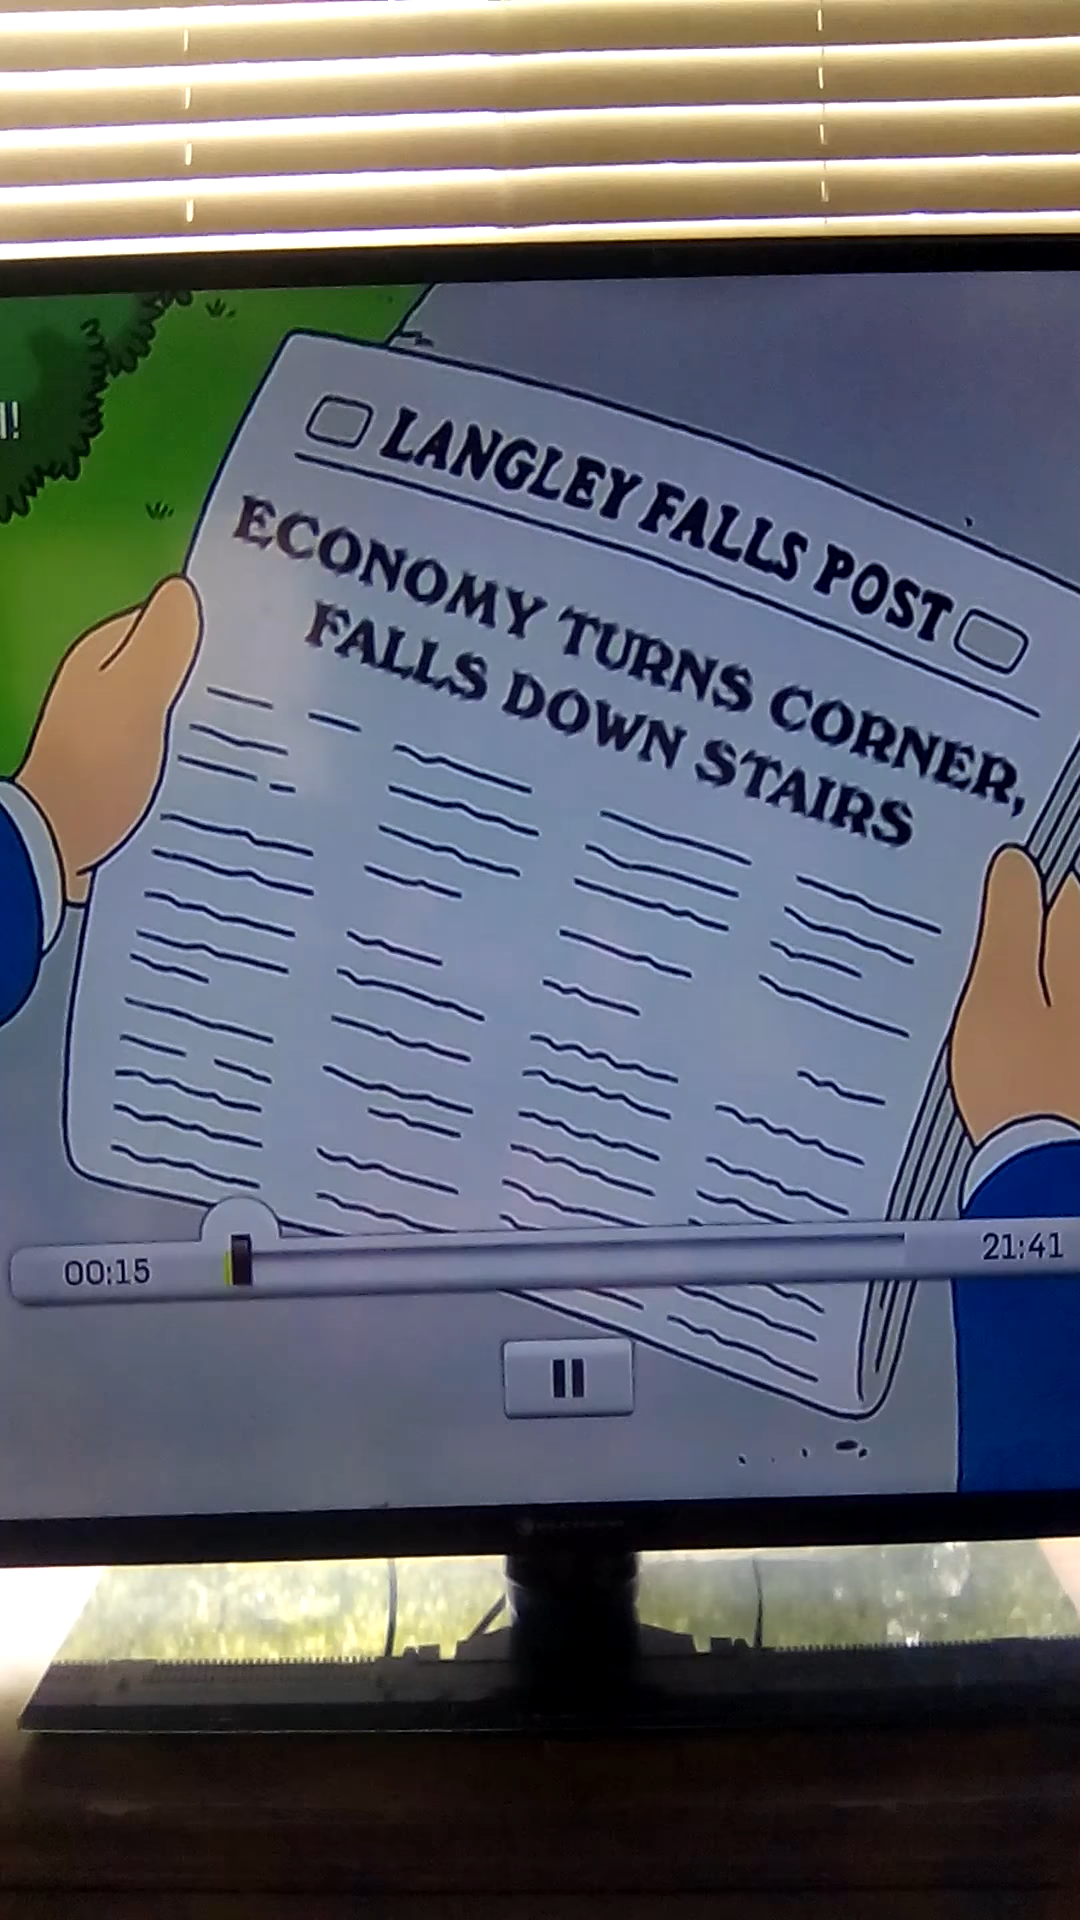 LANGLEY FALLS POST
ECONOMY TURNS CORNER,
FALLS DOWN STAIRS
00:15
21:41